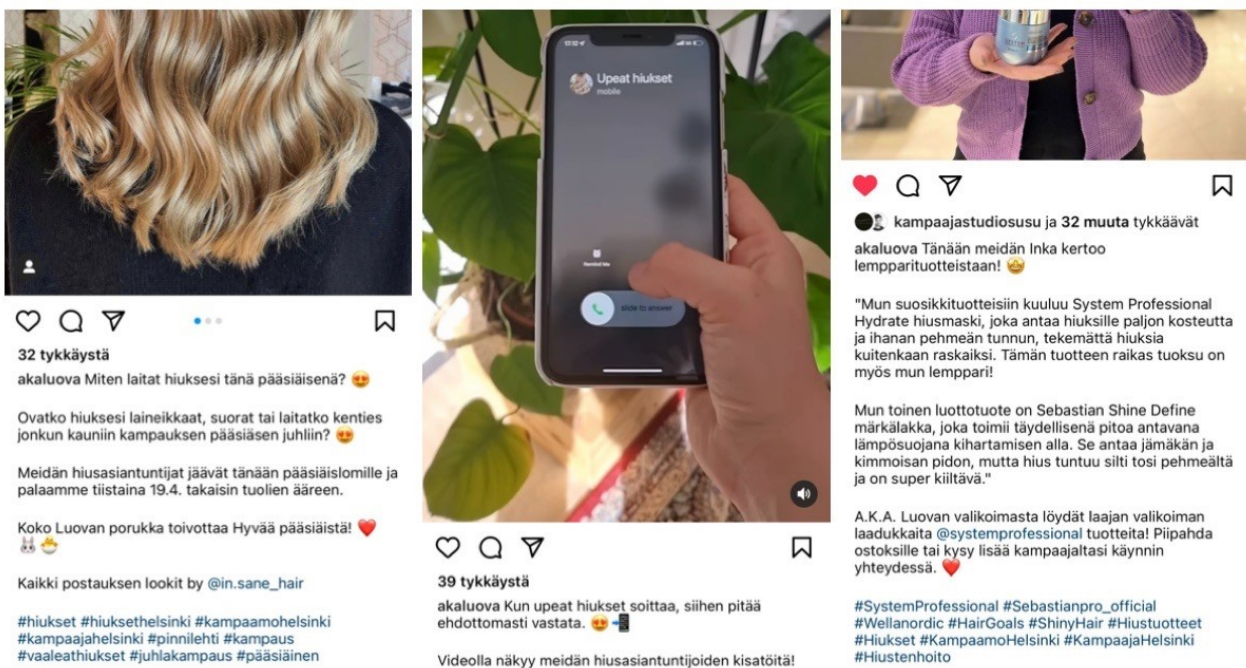 32 tykkäystä
akaluova Miten laitat hiuksesi tänä pääsiäisenä? 😍
Ovatko hiuksesi laineikkaat, suorat tai laitatko kenties
jonkun kauniin kampauksen pääsiäsen juhliin? 😍
Meidän hiusasiantuntijat jäävät tänään pääsiäislomille ja
palaamme tiistaina 19.4. takaisin tuolien ääreen.
Koko Luovan porukka toivottaa Hyvää pääsiäistä! ❤️
🐰🐣
Kaikki postauksen lookit by @in.sane_hair
#hiukset #hiuksethelsinki #kampaamohelsinki
#kampaajahelsinki #pinnilehti #kampaus
#vaaleathiukset #juhlakampaus #pääsiäinen
17.12
Upeat hiukset
mobile
Remind Me
slide to answer
39 tykkäystä
akaluova Kun upeat hiukset soittaa, siihen pitää
ehdottomasti vastata. 😍📲
Videolla näkyy meidän hiusasiantuntijoiden kisatöitä!
kampaajastudiosusu ja 32 muuta tykkäävät
akaluova Tänään meidän Inka kertoo
lempparituotteistaan! 🤩
"Mun suosikkituotteisiin kuuluu System Professional
Hydrate hiusmaski, joka antaa hiuksille paljon kosteutta
ja ihanan pehmeän tunnun, tekemättä hiuksia
kuitenkaan raskaiksi. Tämän tuotteen raikas tuoksu on
myös mun lemppari!
Mun toinen luottotuote on Sebastian Shine Define
märkälakka, joka toimii täydellisenä pitoa antavana
lämpösuojana kihartamisen alla. Se antaa jämäkän ja
kimmoisan pidon, mutta hius tuntuu silti tosi pehmeältä
ja on super kiiltävä."
A.K.A. Luovan valikoimasta löydät laajan valikoiman
laadukkaita @systemprofessional tuotteita! Piipahda
ostoksille tai kysy lisää kampaajaltasi käynnin
yhteydessä. ❤️
#SystemProfessional #Sebastianpro_official
#Wellanordic #HairGoals #ShinyHair #Hiustuotteet
#Hiukset #KampaamoHelsinki #KampaajaHelsinki
#Hiustenhoito